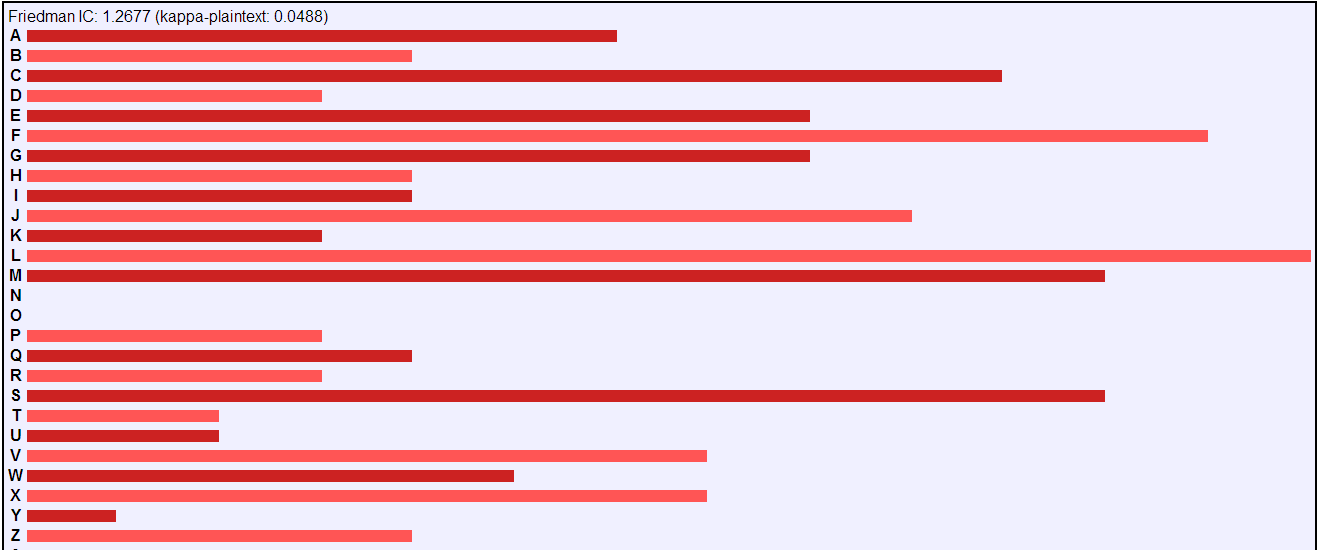 Friedman IC: 1.2677 (kappa-plaintext: 0.0488)
A
B
C
D
E
F
G
H
I
J
K
L
M
N
O
P
Q
R
S
T
U
V
W
X
Y
Z